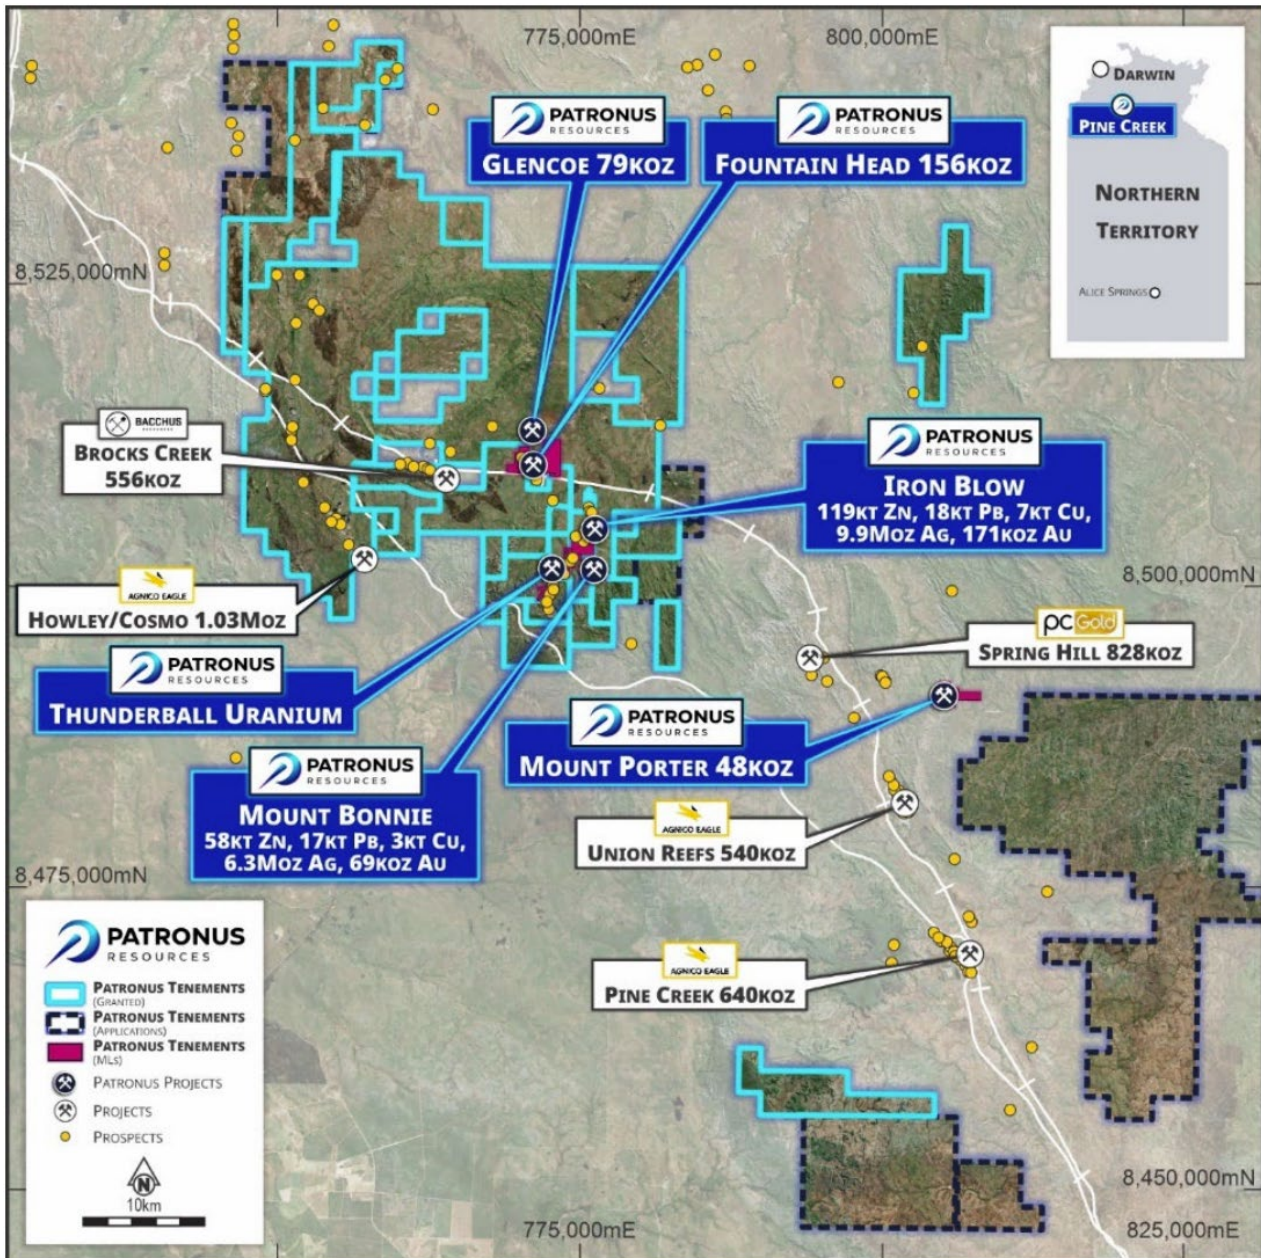 775,000mE
800,000mE
PATRONUS
RESOURCES
GLENCOE 79KOZ
PATRONUS
RESOURCES
FOUNTAIN HEAD 156KOZ
DARWIN
PINE CREEK
NORTHERN
TERRITORY
ALICE SPRINGS
8,525,000mN
BACCHUS
RESOURCES
BROCKS CREEK
556KOZ
PATRONUS
RESOURCES
IRON BLOW
119KT ZN, 18KT PB, 7KT CU,
9.9MOZ AG, 171KOZ AU
8,500,000mN
AGNICO EAGLE
HOWLEY/COSMO 1.03MOZ
pc Gold
SPRING HILL 828KOZ
PATRONUS
RESOURCES
THUNDERBALL URANIUM
PATRONUS
RESOURCES
MOUNT PORTER 48KOZ
PATRONUS
RESOURCES
MOUNT BONNIE
58KT ZN, 17KT PB, 3KT CU,
6.3MOZ AG, 69KOZ AU
AGNICO EAGLE
UNION REEFS 540KOZ
8,475,000mN
AGNICO EAGLE
PINE CREEK 640KOZ
PATRONUS
RESOURCES
PATRONUS TENEMENTS
(GRANTED)
PATRONUS TENEMENTS
(APPLICATIONS)
PATRONUS TENEMENTS
(MLS)
PATRONUS PROJECTS
PROJECTS
PROSPECTS
N
10km
8,450,000mN
775,000mE
825,000mE